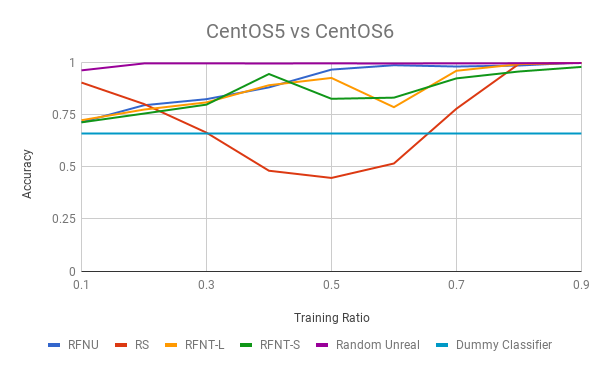 CentOS5 vs CentOS6
1
0.75
0.5
0.25
0
Accuracy
0.1 0.3 0.5 0.7 0.9
Training Ratio
RFNU RS RFNT-L RFNT-S Random Unreal Dummy Classifier